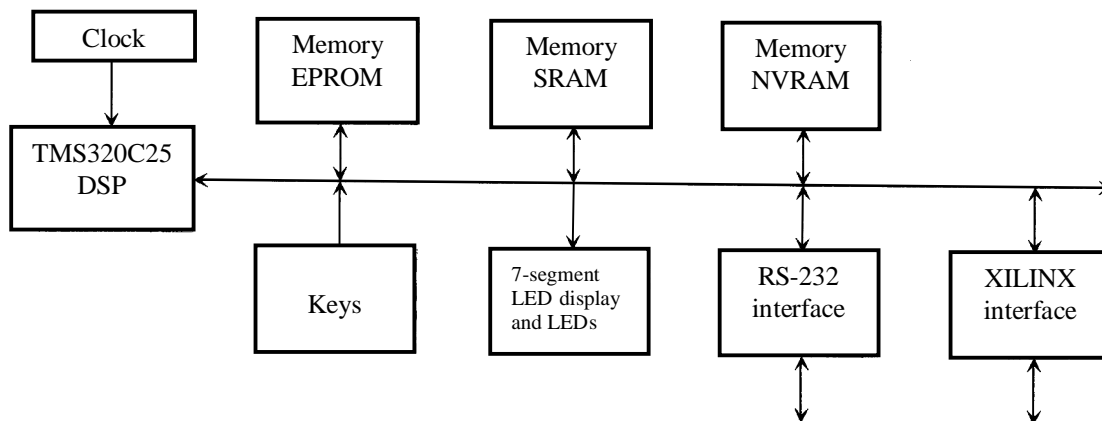 Clock
Memory
EPROM
Memory
SRAM
Memory
NVRAM
TMS320C25
DSP
Keys
7-segment
LED display
and LEDs
RS-232
interface
XILINX
interface